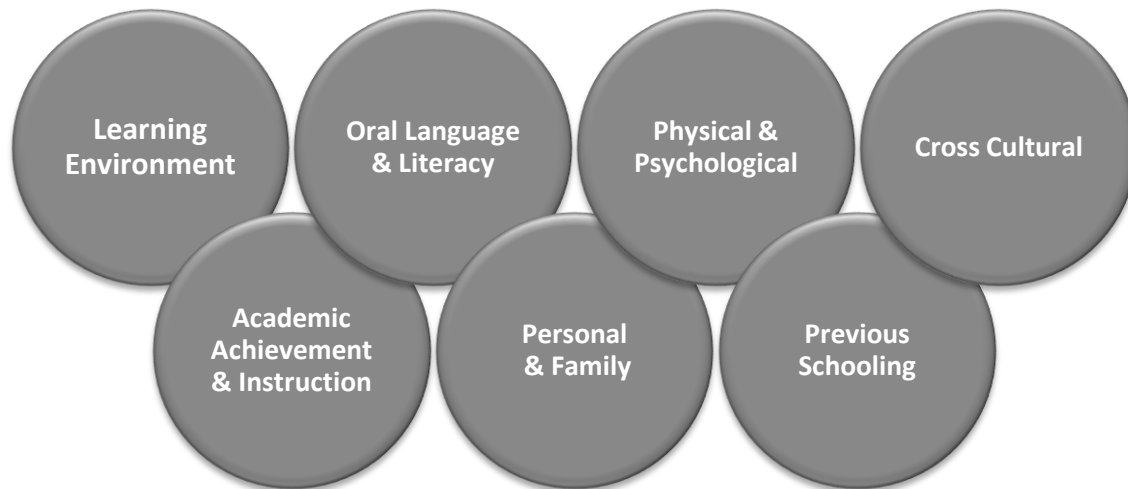 Learning
Environment
Oral Language
& Literacy
Physical &
Psychological
Cross Cultural
Academic
Achievement
& Instruction
Personal
& Family
Previous
Schooling